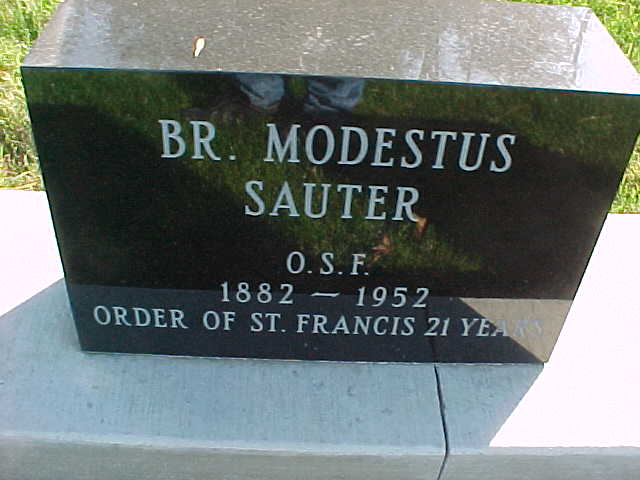 BR. MODESTUS
SAUTER
O.S.F.
1882 — 1952
ORDER OF ST. FRANCIS 21 YEARS